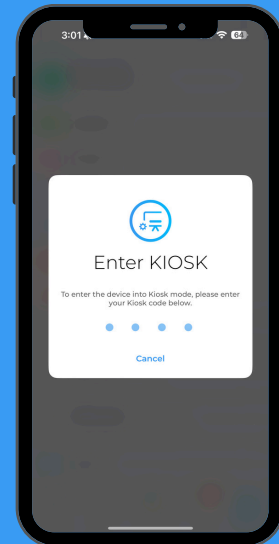 3:01
64
Enter KIOSK
To enter the device into Kiosk mode, please enter
your Kiosk code below.
Cancel